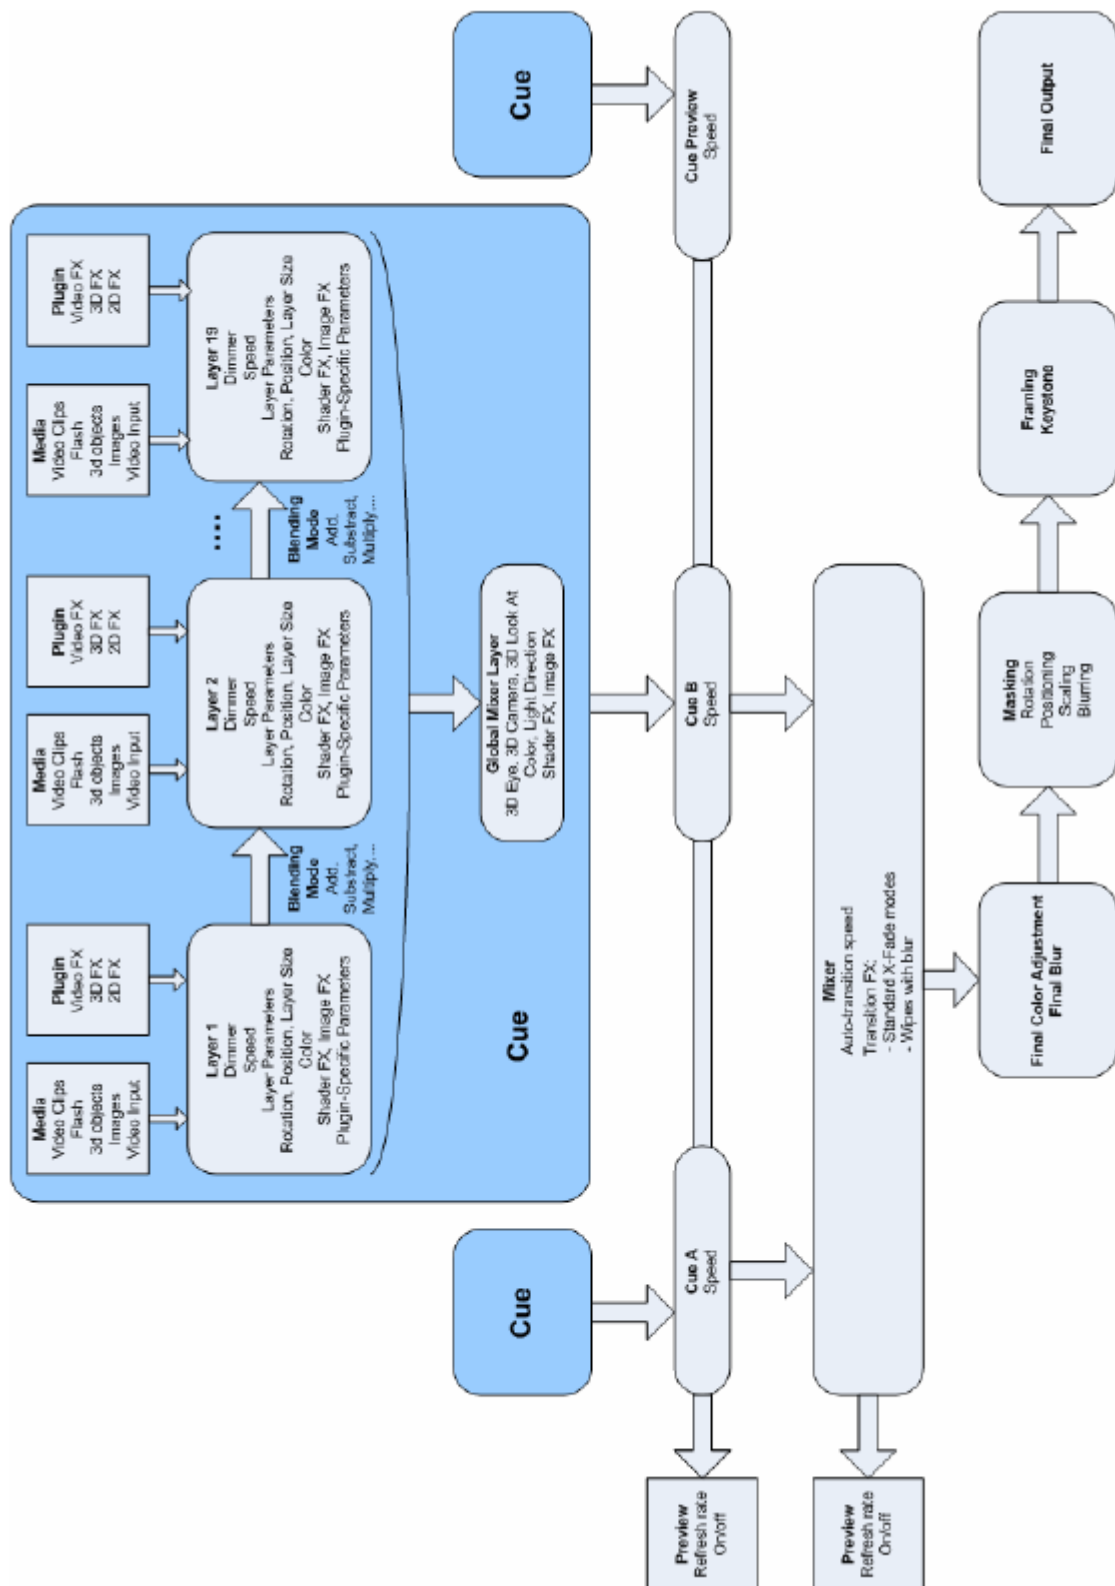 Media
Video Clips
Flash
3d objects
Images
Video Input
Plugin
Video FX
3D FX
2D FX
Media
Video Clips
Flash
3d objects
Images
Video Input
Plugin
Video FX
3D FX
2D FX
Media
Video Clips
Flash
3d objects
Images
Video Input
Plugin
Video FX
3D FX
2D FX
Layer 1
Dimmer
Speed
Layer Parameters
Rotation, Position, Layer Size
Color
Shader FX, Image FX
Plugin-Specific Parameters
Blending
Mode
Add,
Substract,
Multiply,...
Layer 2
Dimmer
Speed
Layer Parameters
Rotation, Position, Layer Size
Color
Shader FX, Image FX
Plugin-Specific Parameters
....
Blending
Mode
Add,
Substract,
Multiply,...
Layer 19
Dimmer
Speed
Layer Parameters
Rotation, Position, Layer Size
Color
Shader FX, Image FX
Plugin-Specific Parameters
Cue
Cue
Global Mixer Layer
3D Eye, 3D Camera, 3D Look At
Color, Light Direction
Shader FX, Image FX
Cue
Preview
Refresh rate
On/off
Cue A
Speed
Cue B
Speed
Cue Preview
Speed
Preview
Refresh rate
On/off
Mixer
Auto-transition speed
Transition FX;
- Standard X-Fade modes
- Wipes with blur
Final Color Adjustment
Final Blur
Masking
Rotation
Positioning
Scaling
Blurring
Framing
Keystone
Final Output